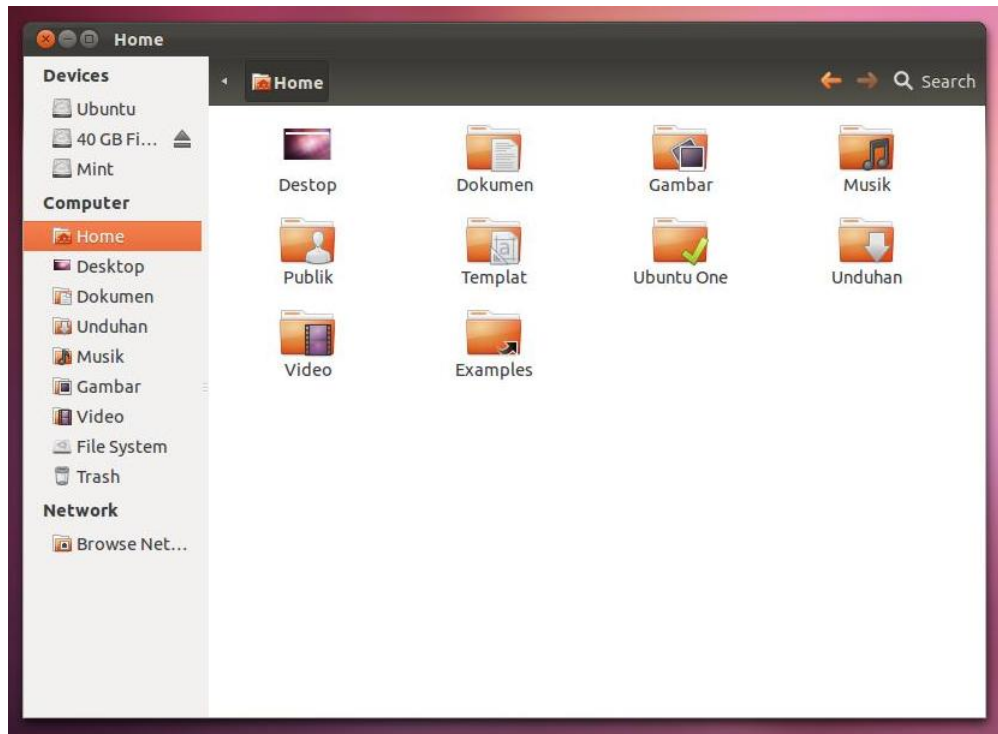 Home
Devices
Ubuntu
40 GB Fi...
Mint
Computer
Home
Desktop
Dokumen
Unduhan
Musik
Gambar
Video
File System
Trash
Network
Browse Net...
Home
Search
Destop
Dokumen
Gambar
Musik
Publik
Templat
Ubuntu One
Unduhan
Video
Examples